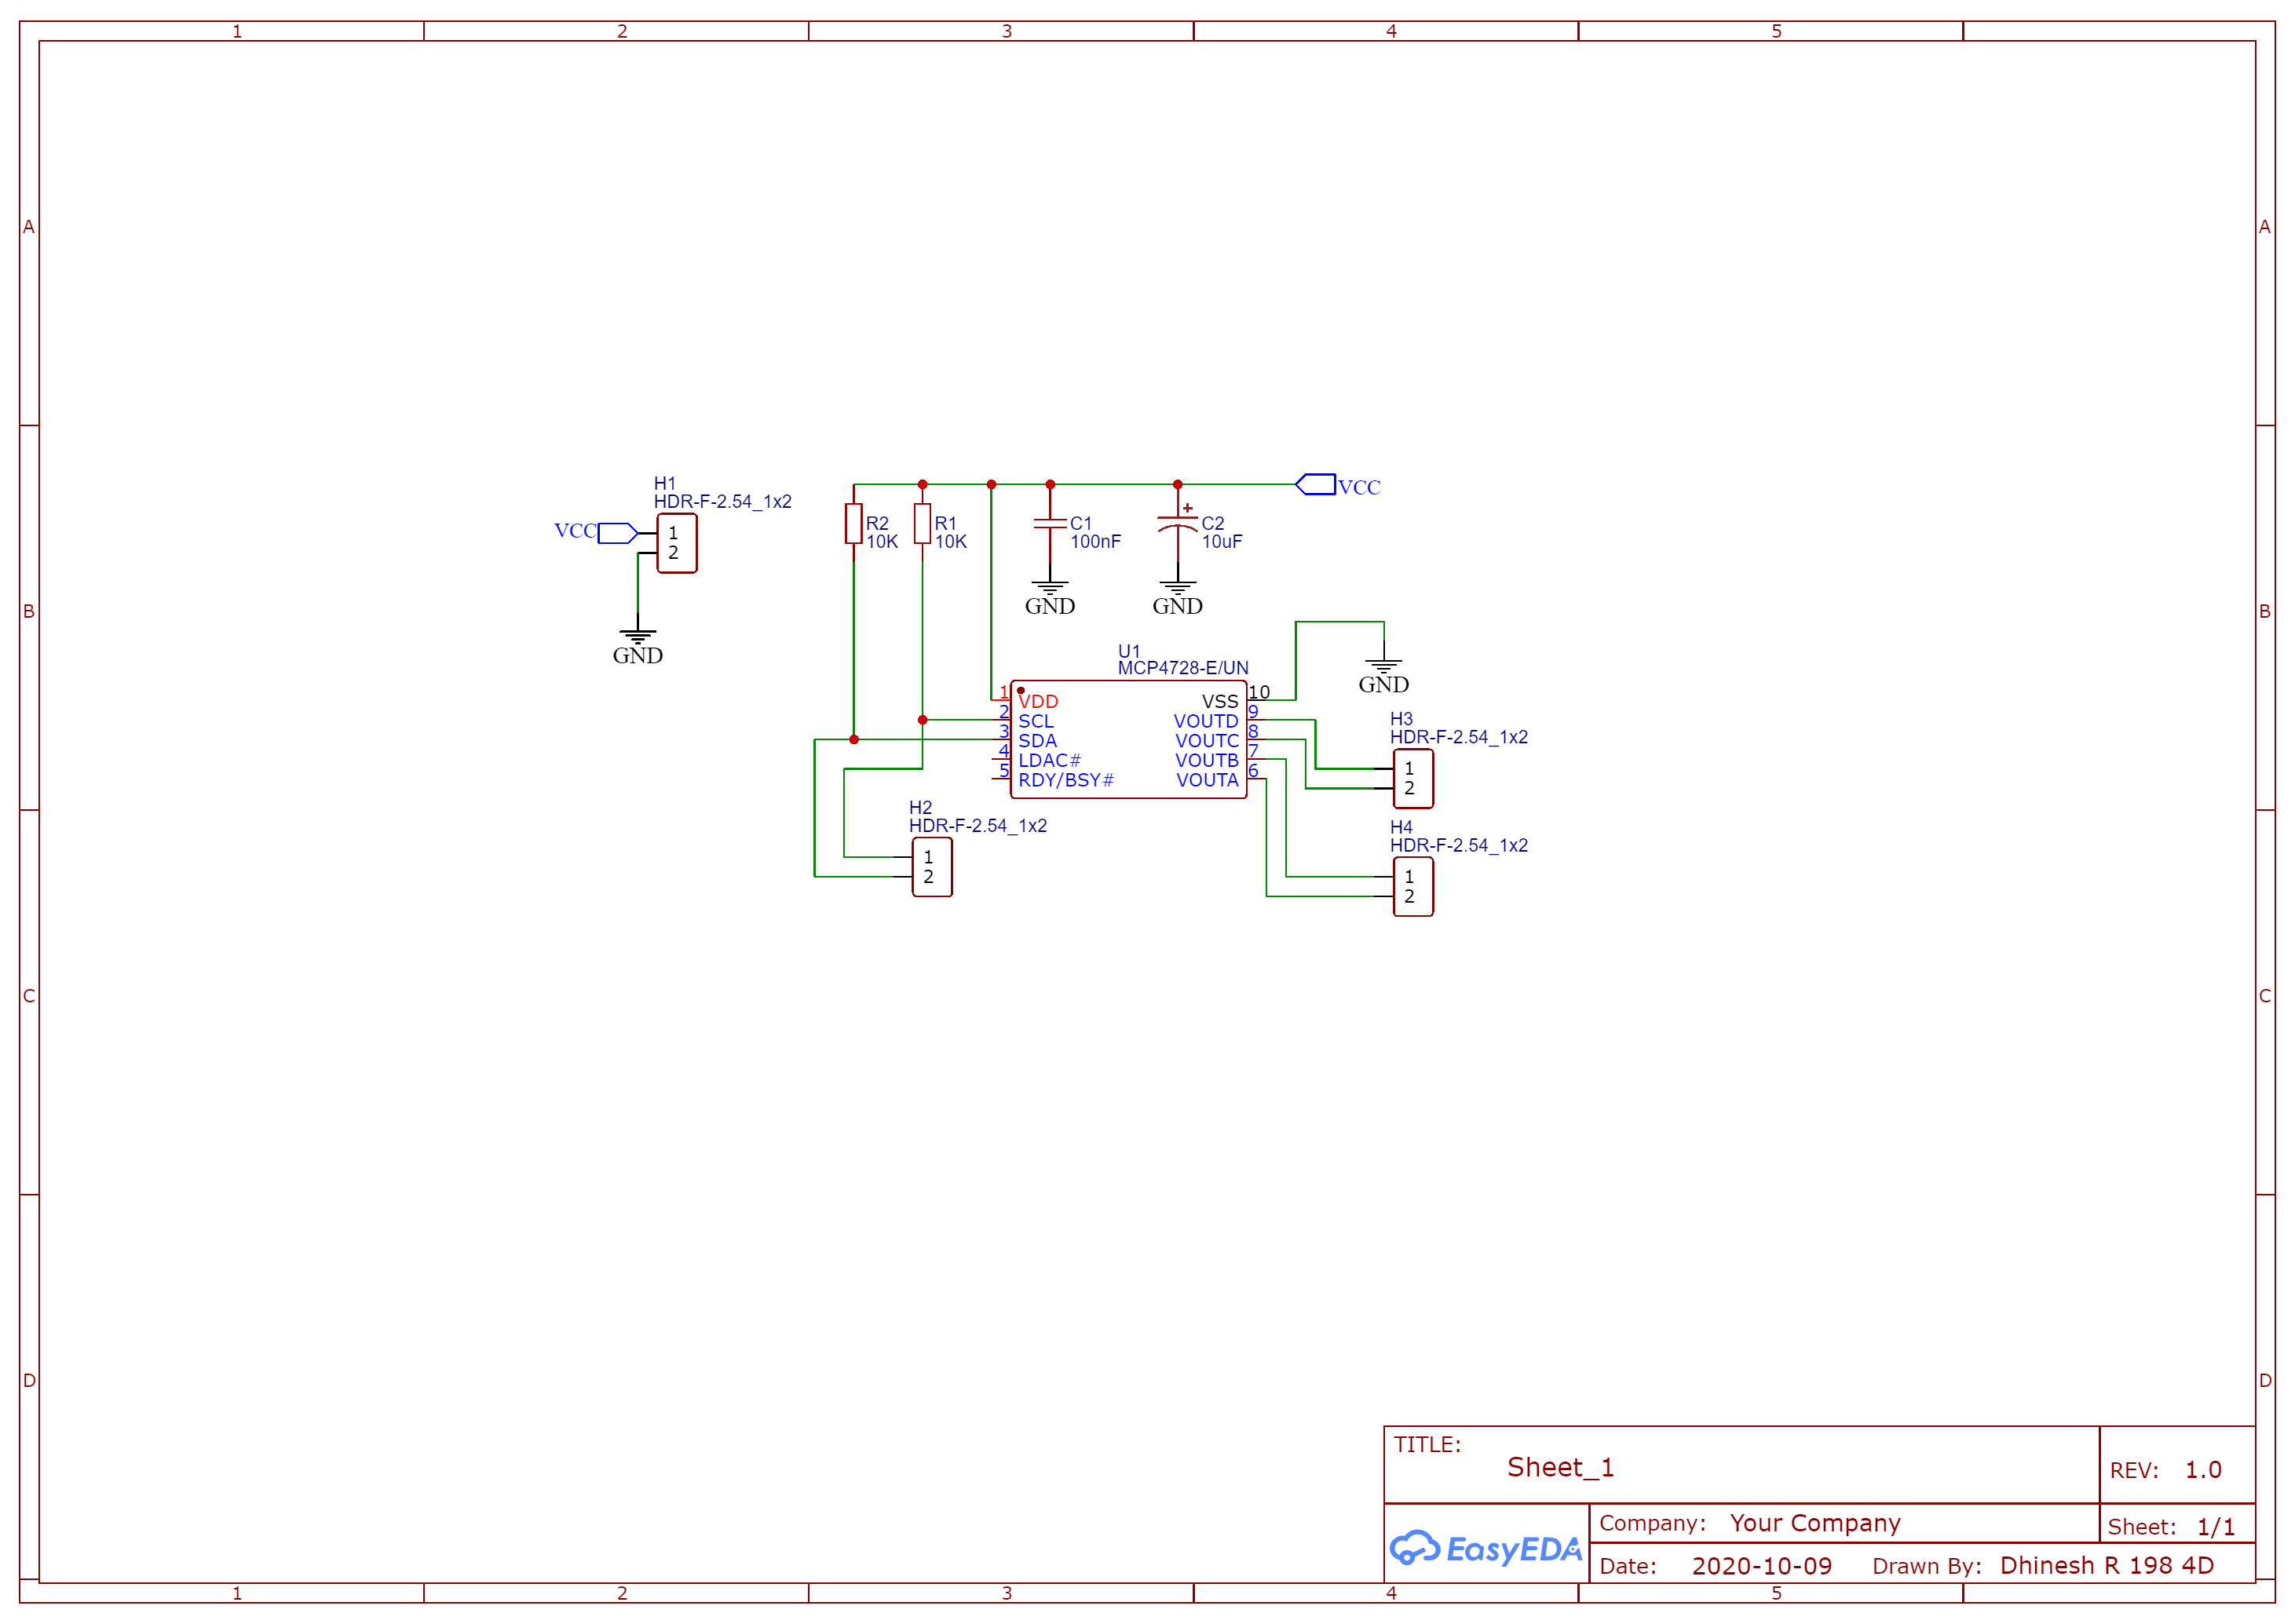 1 2 3 4 5
A A
H1
HDR-F-2.54_1x2
VCC
1
2
GND
VCC
R2
10K
R1
10K
C1
100nF
+
C2
10uF
GND
GND
B B
U1
MCP4728-E/UN
1 VDD
2 SCL
3 SDA
4 LDAC#
5 RDY/BSY#
VSS 10
VOUTD 9
VOUTC 8
VOUTB 7
VOUTA 6
GND
H3
HDR-F-2.54_1x2
1
2
H2
HDR-F-2.54_1x2
1
2
H4
HDR-F-2.54_1x2
1
2
C C
D D
TITLE:
Sheet_1
REV: 1.0
EasyEDA
Company: Your Company
Sheet: 1/1
Date: 2020-10-09 Drawn By: Dhinesh R 198 4D
1 2 3 4 5